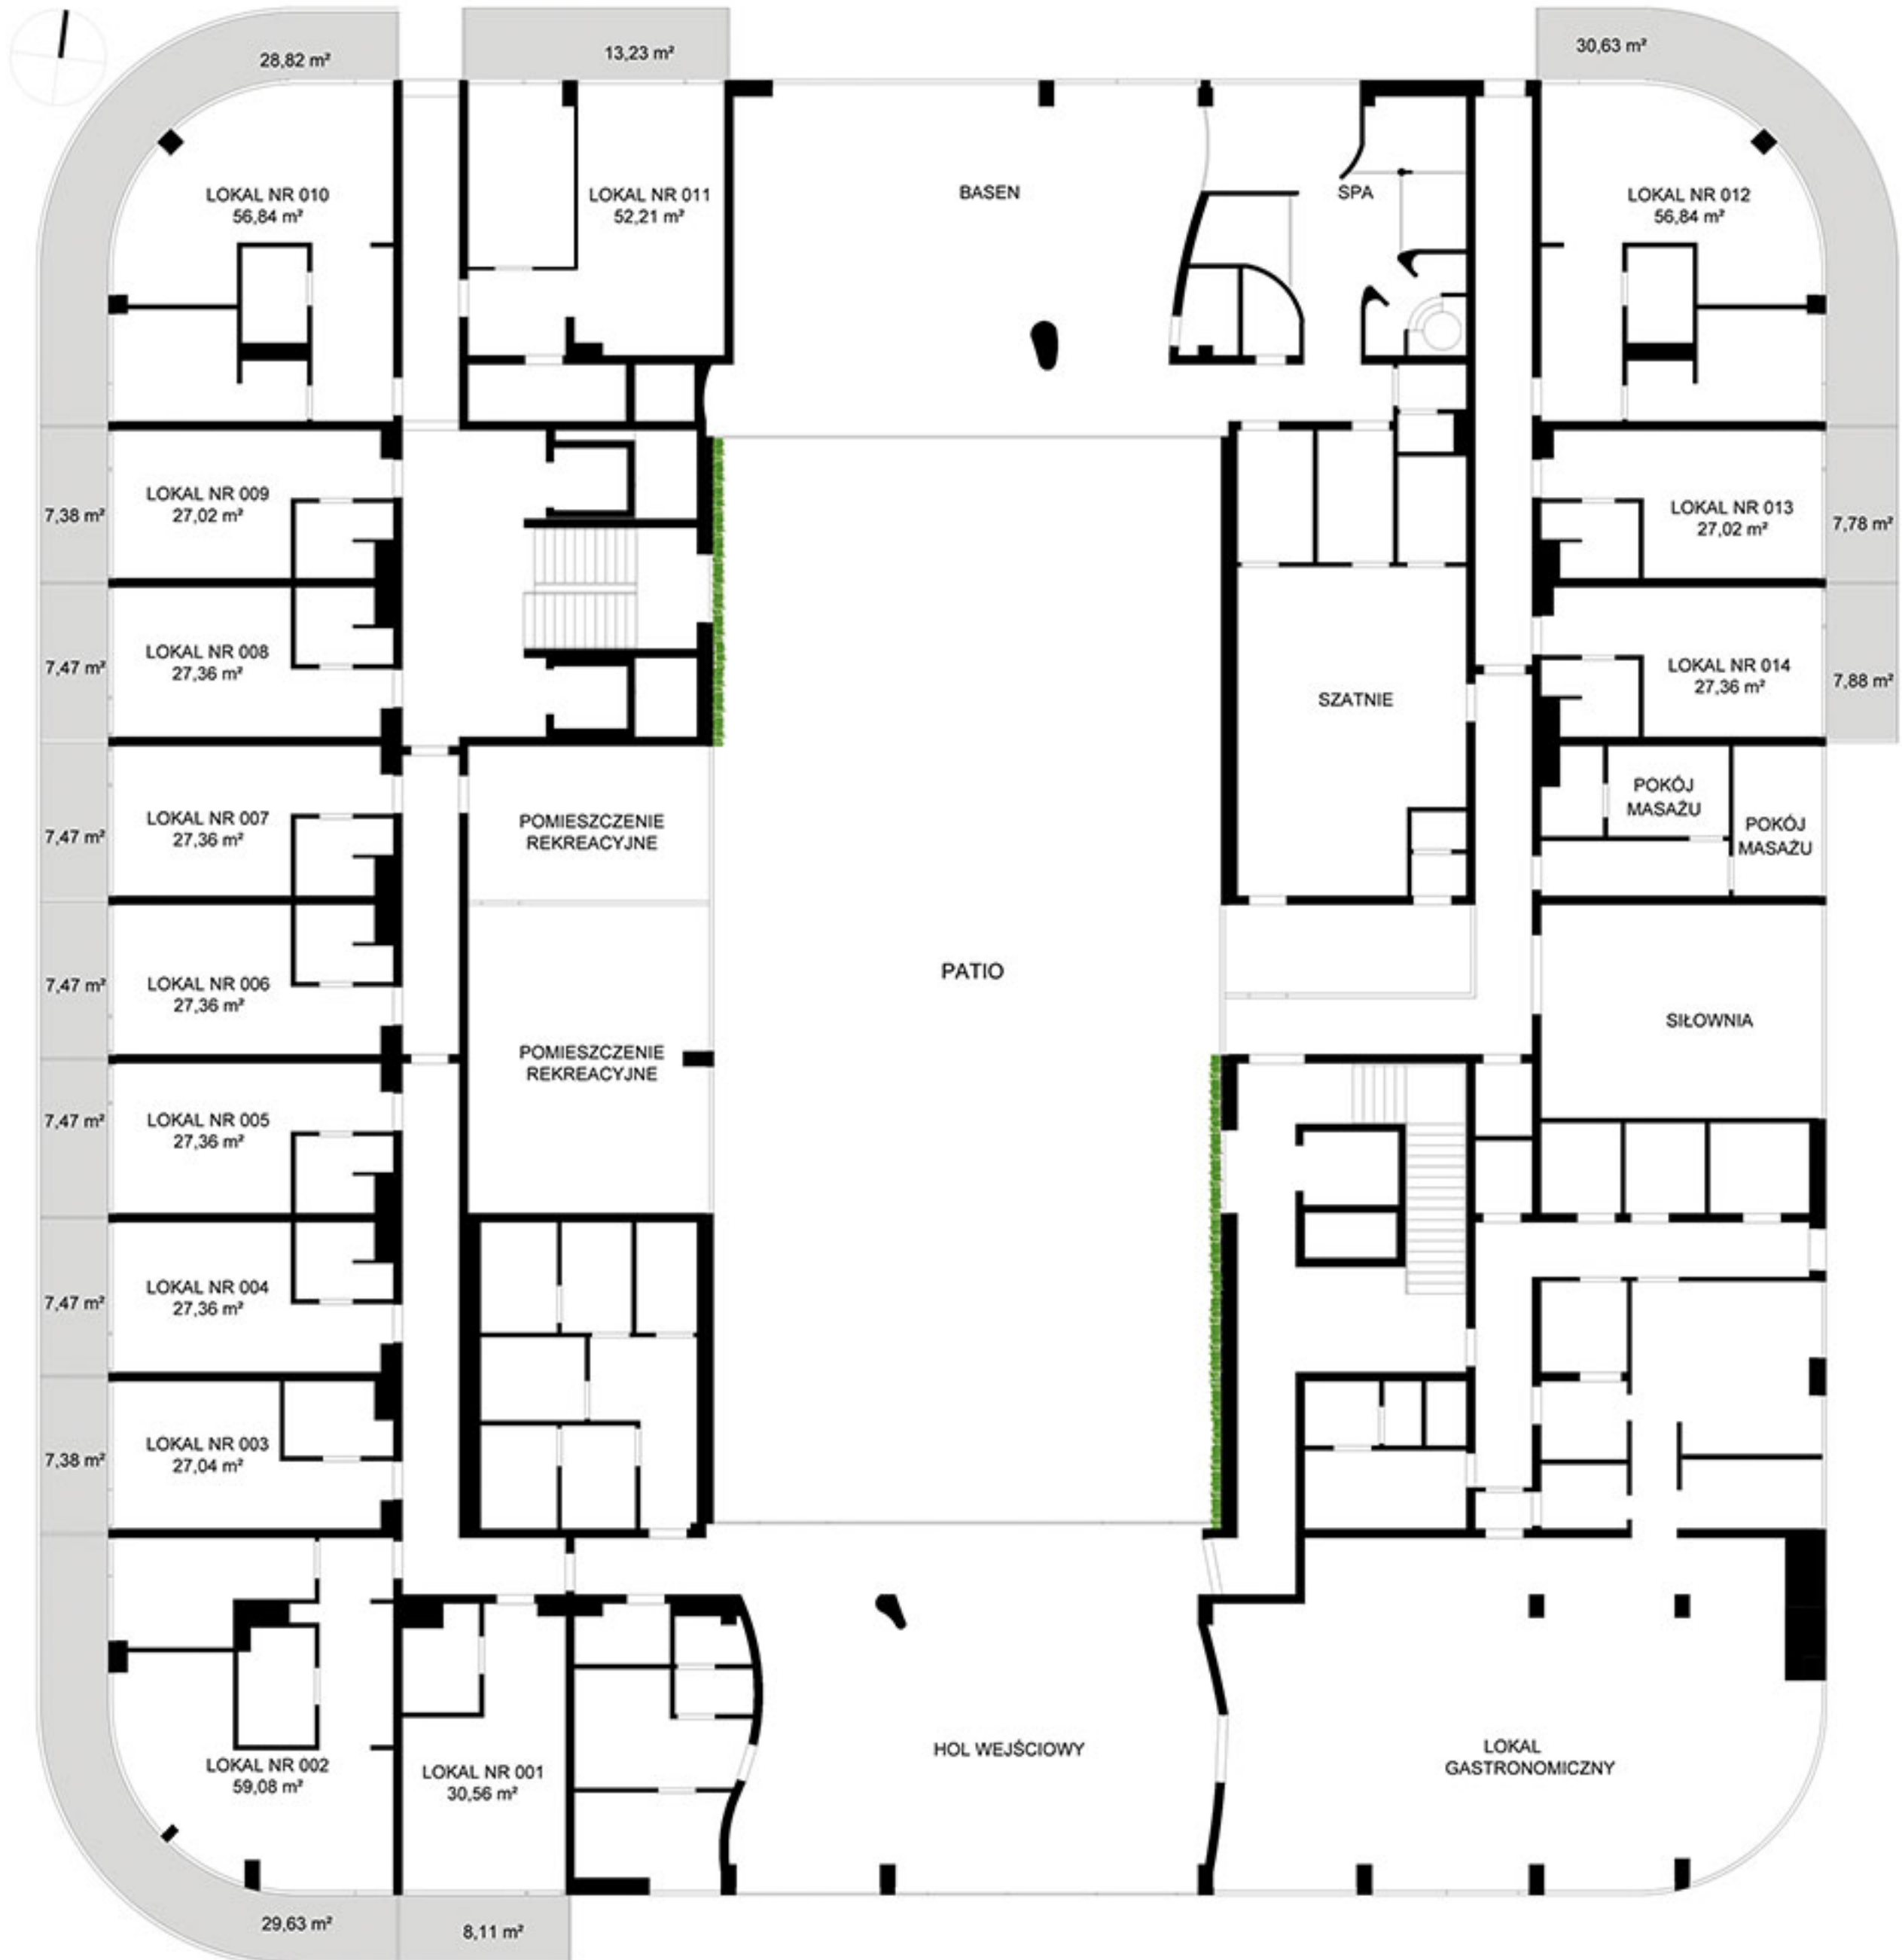 28,82 m²
13,23 m²
30,63 m²
LOKAL NR 010
56,84 m²
LOKAL NR 011
52,21 m²
BASEN
SPA
LOKAL NR 012
56,84 m²
7,38 m²
LOKAL NR 009
27,02 m²
LOKAL NR 013
27,02 m²
7,78 m²
7,47 m²
LOKAL NR 008
27,36 m²
SZATNIE
LOKAL NR 014
27,36 m²
7,88 m²
7,47 m²
LOKAL NR 007
27,36 m²
POMIESZCZENIE
REKREACYJNE
POKÓJ
MASAŻU
POKÓJ
MASAŻU
7,47 m²
LOKAL NR 006
27,36 m²
PATIO
SIŁOWNIA
POMIESZCZENIE
REKREACYJNE
7,47 m²
LOKAL NR 005
27,36 m²
7,47 m²
LOKAL NR 004
27,36 m²
7,38 m²
LOKAL NR 003
27,04 m²
LOKAL NR 002
59,08 m²
LOKAL NR 001
30,56 m²
HOL WEJŚCIOWY
LOKAL
GASTRONOMICZNY
29,63 m²
8,11 m²